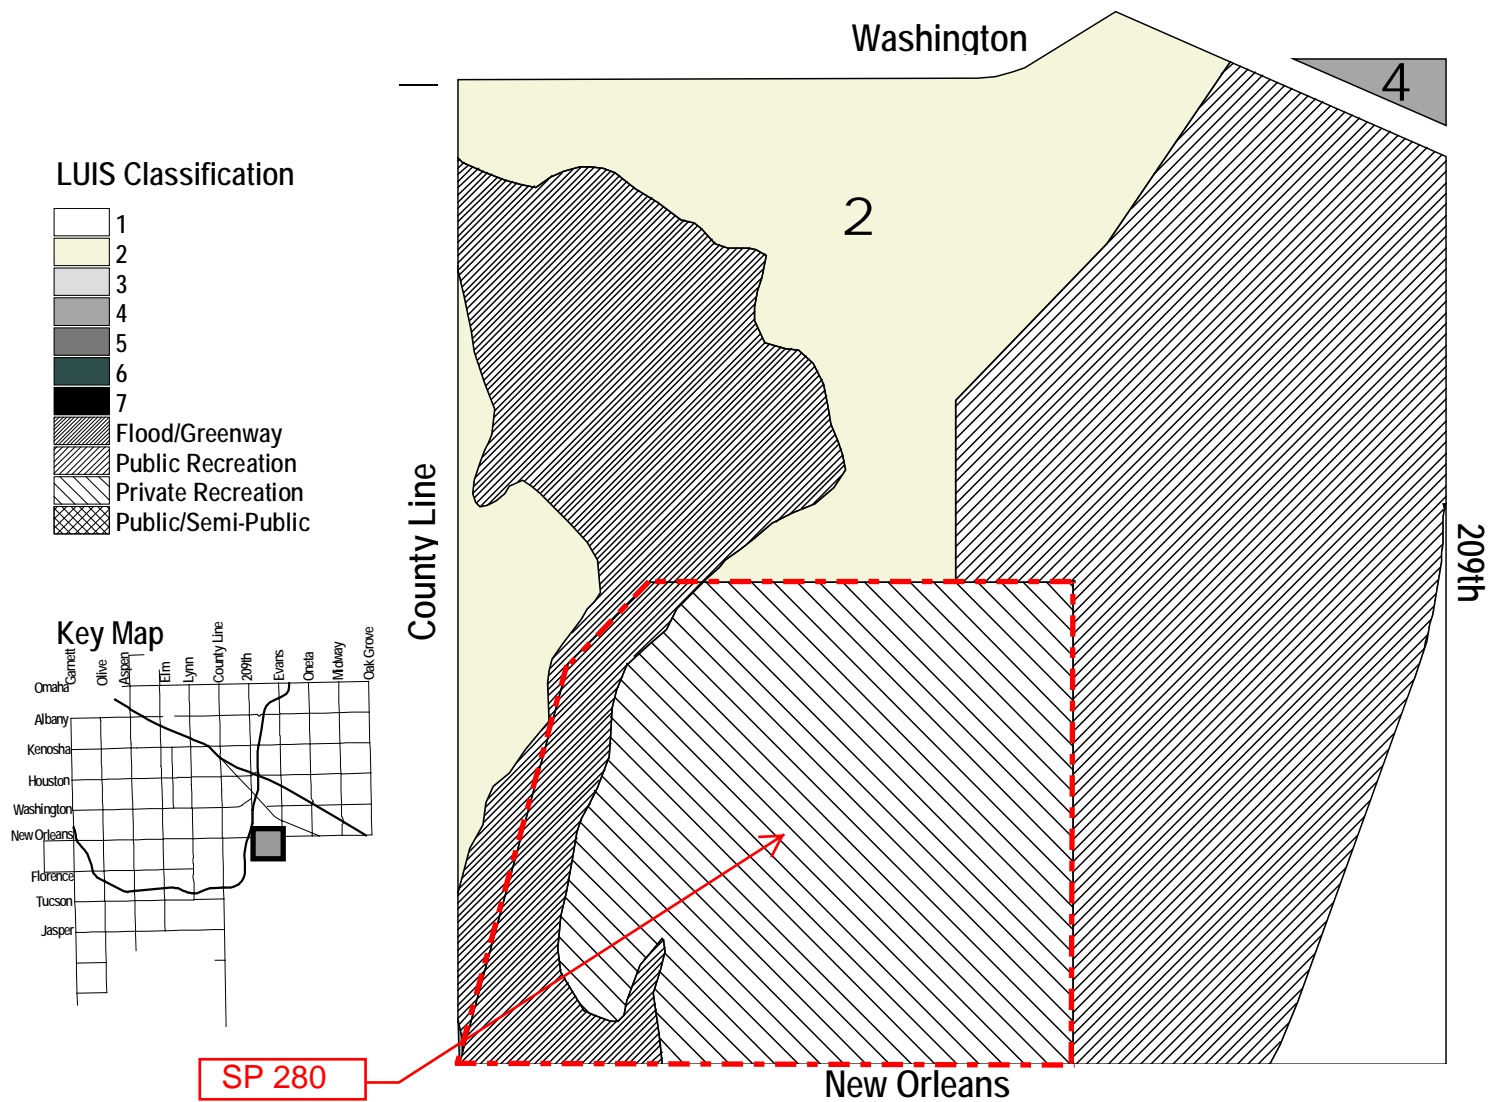 Washington
4
LUIS Classification
1
2
3
4
5
6
7
Flood/Greenway
Public Recreation
Private Recreation
Public/Semi-Public
2
County Line
209th
Key Map
Garnett
Olive
Aspen
Elm
Lynn
County Line
209th
Evans
Oneta
Midway
Oak Grove
Omaha
Albany
Kenosha
Houston
Washington
New Orleans
Florence
Tucson
Jasper
SP 280
New Orleans